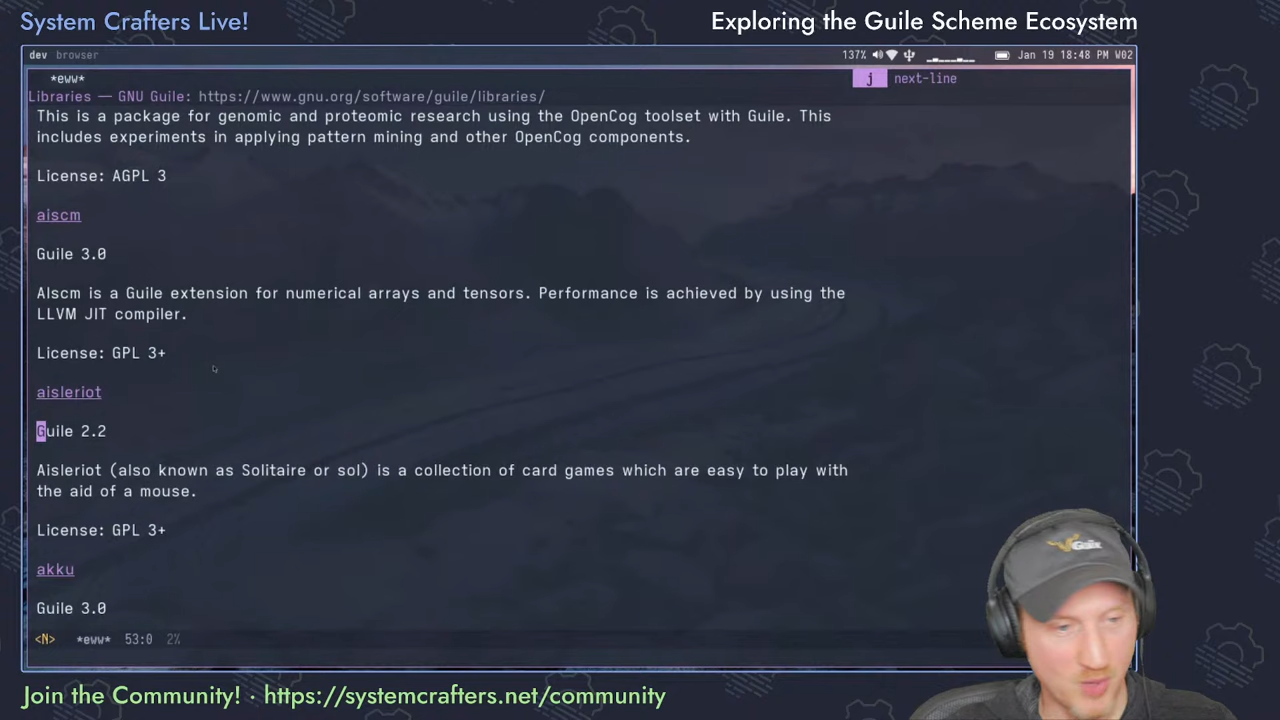 System Crafters Live!
Exploring the Guile Scheme Ecosystem
dev browser
137%
Jan 19 18:48 PM W02
*eww*
j next-line
Libraries — GNU Guile: https://www.gnu.org/software/guile/libraries/
This is a package for genomic and proteomic research using the OpenCog toolset with Guile. This
includes experiments in applying pattern mining and other OpenCog components.
License: AGPL 3
aiscm
Guile 3.0
AIscm is a Guile extension for numerical arrays and tensors. Performance is achieved by using the
LLVM JIT compiler.
License: GPL 3+
aisleriot
Guile 2.2
Aisleriot (also known as Solitaire or sol) is a collection of card games which are easy to play with
the aid of a mouse.
License: GPL 3+
akku
Guile 3.0
<N> *eww* 53:0 2%
Guix
Join the Community! · https://systemcrafters.net/community